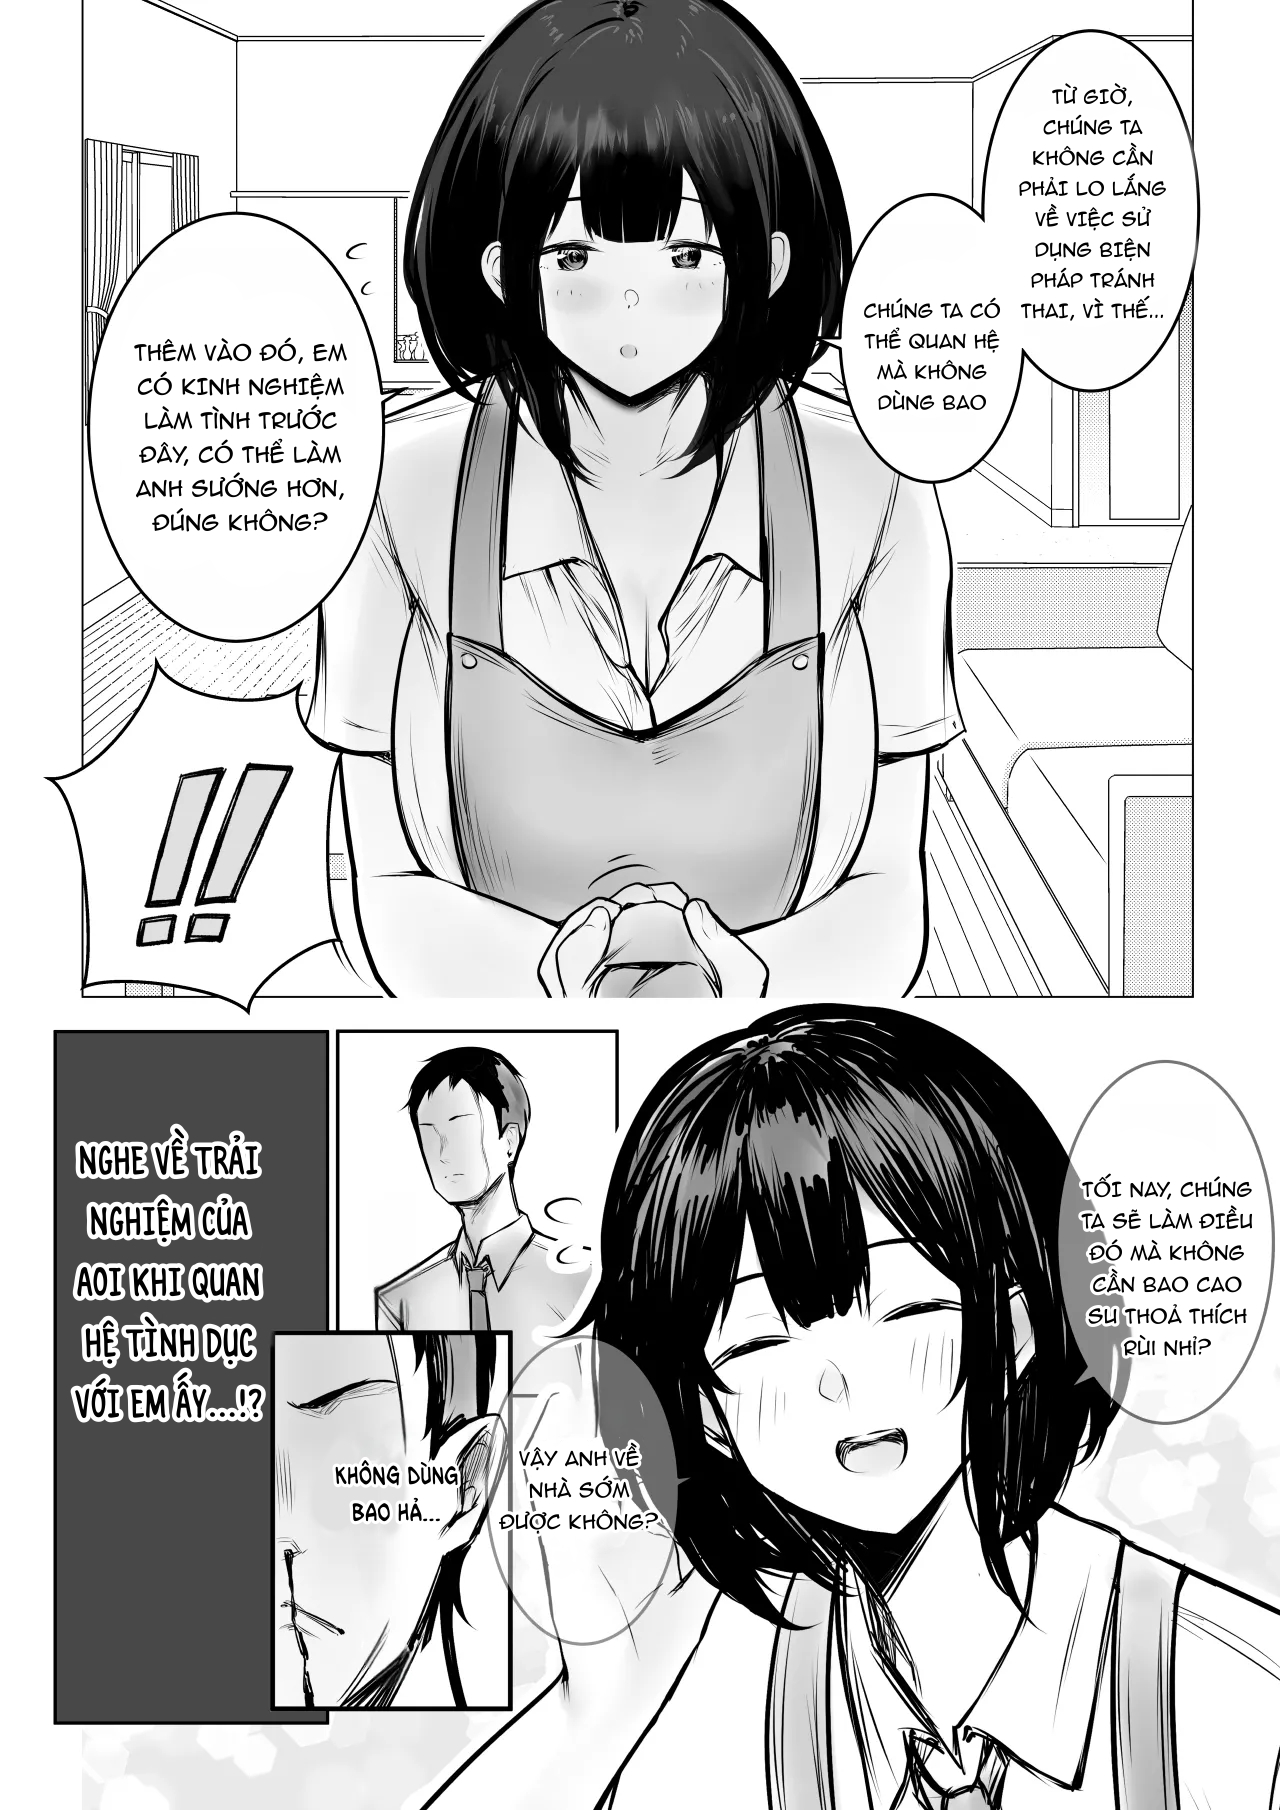 TỪ GIỜ,
CHÚNG TA
KHÔNG CẦN
PHẢI LO LẮNG
VỀ VIỆC SỬ
DỤNG BIỆN
PHÁP TRÁNH
THAI, VÌ THẾ...
CHÚNG TA CÓ
THỂ QUAN HỆ
MÀ KHÔNG
DÙNG BAO
THÊM VÀO ĐÓ, EM
CÓ KINH NGHIỆM
LÀM TÌNH TRƯỚC
ĐÂY, CÓ THỂ LÀM
ANH SƯỚNG HƠN,
ĐÚNG KHÔNG?
!!
TỐI NAY, CHÚNG
TA SẼ LÀM ĐIỀU
ĐÓ MÀ KHÔNG
CẦN BAO CAO
SU THOẢ THÍCH
RÙI NHỈ?
VẬY ANH VỀ
NHÀ SỚM
ĐƯỢC KHÔNG?
KHÔNG DÙNG
BAO HẢ...
NGHE VỀ TRẢI
NGHIỆM CỦA
AOI KHI QUAN
HỆ TÌNH DỤC
VỚI EM ẤY...!?